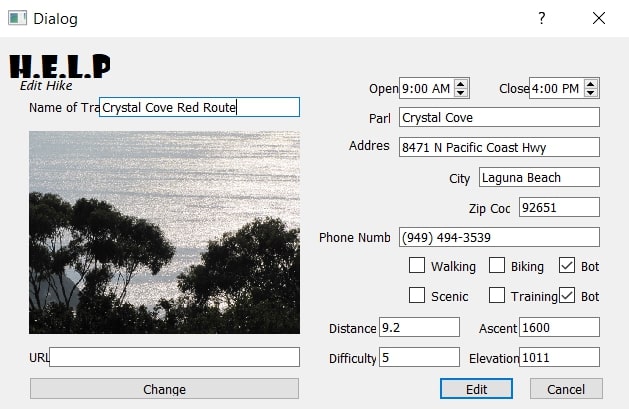 Dialog
H.E.L.P
Edit Hike
Name of Tra Crystal Cove Red Route
Open 9:00 AM Close 4:00 PM
Parl Crystal Cove
Addres 8471 N Pacific Coast Hwy
City Laguna Beach
Zip Coc 92651
Phone Numb (949) 494-3539
Walking Biking Bot
Scenic Training Bot
Distance 9.2 Ascent 1600
Difficulty 5 Elevation 1011
URL
Change Edit Cancel